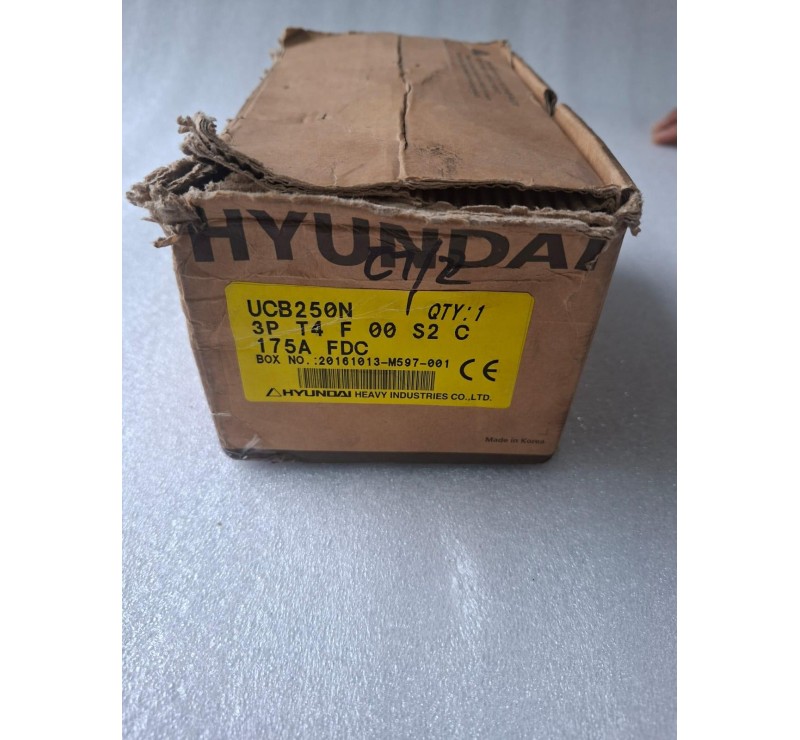 HYUNDAI
UCB250N QTY:1
3P T4 F 00 S2 C
175A FDC
BOX NO.:20161013-M597-001
CE
HYUNDAI HEAVY INDUSTRIES CO.,LTD.
Made in Korea